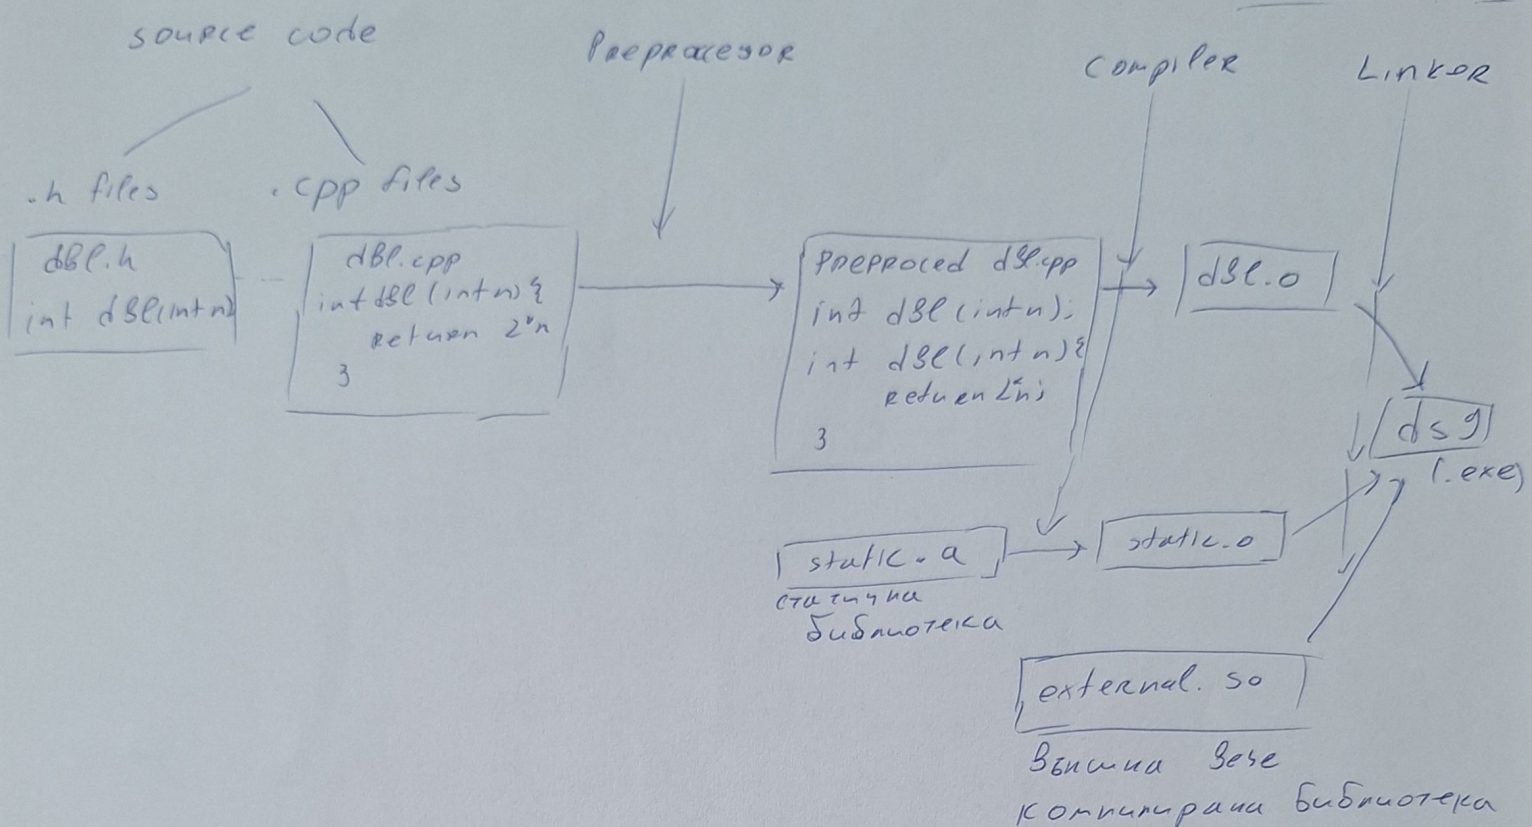 source code
Preprocesor
Compiler
Linker
.h files
.cpp files
dbl.h
int dbl(int n)
dbl.cpp
int dbl (int n) {
return 2*n
}
preproced dbl.cpp
int dbl (int n);
int dbl (int n) {
return 2*n;
}
dbl.o
(.exe)
static.a
статична
библиотека
static.o
external.so
Външна вече
компилирана библиотека